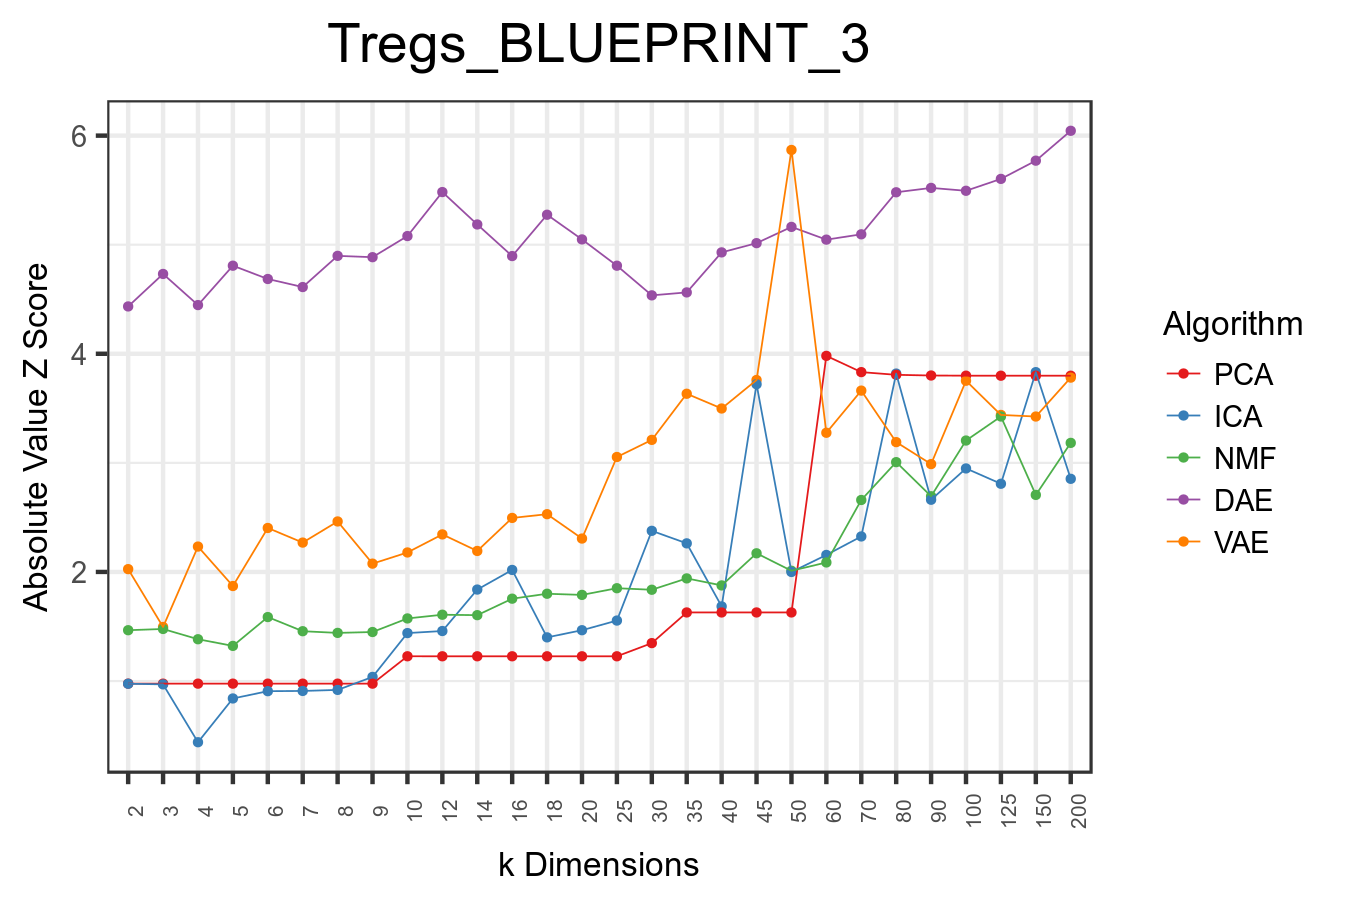 Tregs_BLUEPRINT_3
6
4
2
Absolute Value Z Score
2 3 4 5 6 7 8 9 10 12 14 16 18 20 25 30 35 40 45 50 60 70 80 90 100 125 150 200
k Dimensions
Algorithm
PCA
ICA
NMF
DAE
VAE